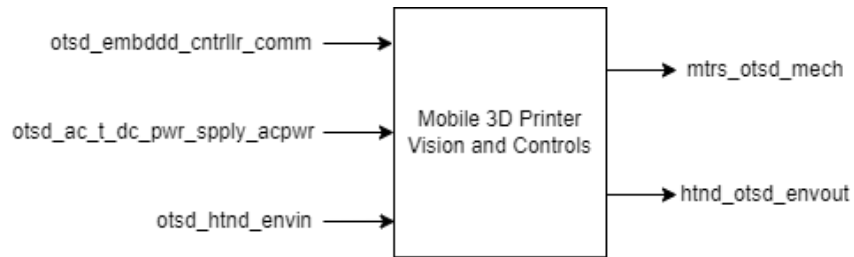 otsd_embddd_cntrllr_comm
otsd_ac_t_dc_pwr_spply_acpwr
otsd_htnd_envin
Mobile 3D Printer
Vision and Controls
mtrs_otsd_mech
htnd_otsd_envout